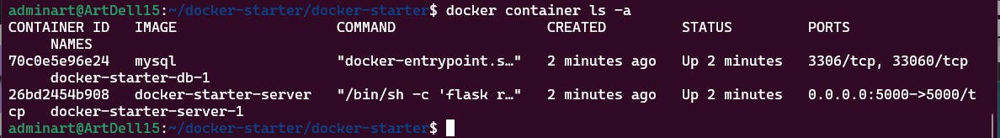 adminart@ArtDell15:~/docker-starter/docker-starter$ docker container ls -a
CONTAINER ID   IMAGE                   COMMAND                  CREATED         STATUS         PORTS
     NAMES
70c0e5e96e24   mysql                   "docker-entrypoint.s…"   2 minutes ago   Up 2 minutes   3306/tcp, 33060/tcp
     docker-starter-db-1
26bd2454b908   docker-starter-server   "/bin/sh -c 'flask r…"   2 minutes ago   Up 2 minutes   0.0.0.0:5000->5000/t
cp   docker-starter-server-1
adminart@ArtDell15:~/docker-starter/docker-starter$